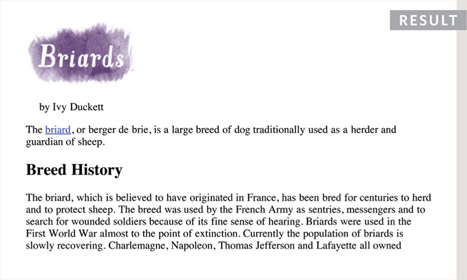 RESULT
Briards
by Ivy Duckett
The briard, or berger de brie, is a large breed of dog traditionally used as a herder and
guardian of sheep.
Breed History
The briard, which is believed to have originated in France, has been bred for centuries to herd
and to protect sheep. The breed was used by the French Army as sentries, messengers and to
search for wounded soldiers because of its fine sense of hearing. Briards were used in the
First World War almost to the point of extinction. Currently the population of briards is
slowly recovering. Charlemagne, Napoleon, Thomas Jefferson and Lafayette all owned